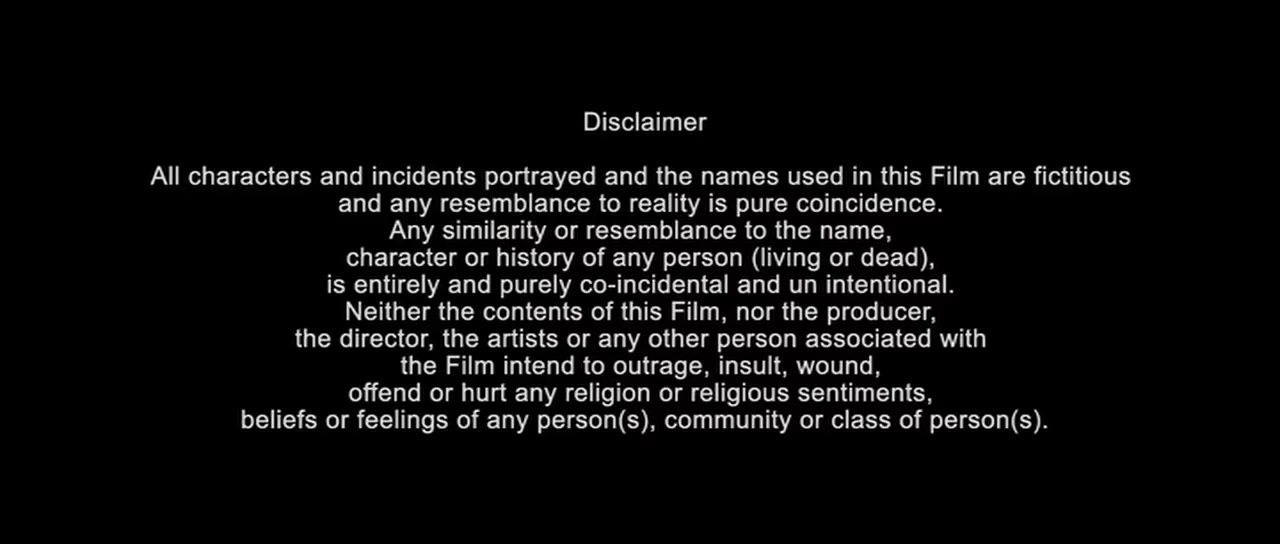 Disclaimer
All characters and incidents portrayed and the names used in this Film are fictitious
and any resemblance to reality is pure coincidence.
Any similarity or resemblance to the name,
character or history of any person (living or dead),
is entirely and purely co-incidental and un intentional.
Neither the contents of this Film, nor the producer,
the director, the artists or any other person associated with
the Film intend to outrage, insult, wound,
offend or hurt any religion or religious sentiments,
beliefs or feelings of any person(s), community or class of person(s).